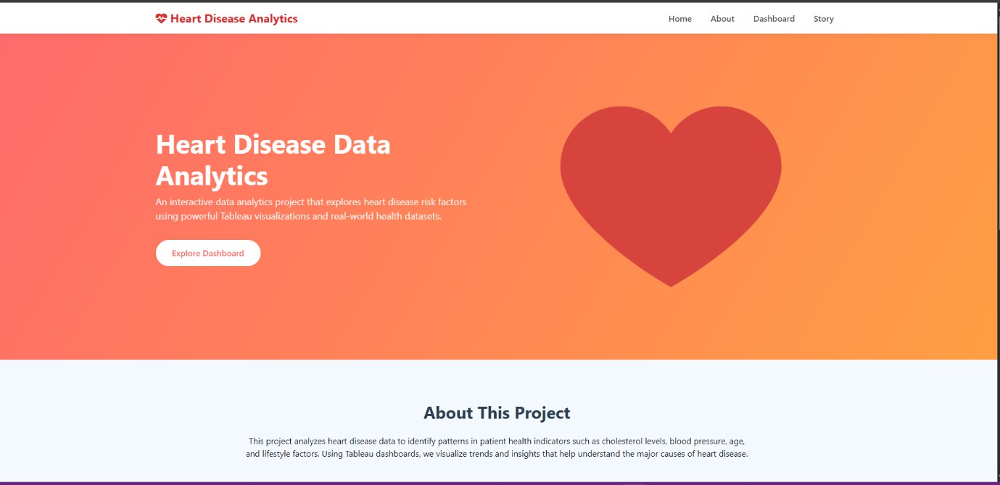 Heart Disease Analytics
Home About Dashboard Story
Heart Disease Data
Analytics
An interactive data analytics project that explores heart disease risk factors
using powerful Tableau visualizations and real-world health datasets.
Explore Dashboard
About This Project
This project analyzes heart disease data to identify patterns in patient health indicators such as cholesterol levels, blood pressure, age,
and lifestyle factors. Using Tableau dashboards, we visualize trends and insights that help understand the major causes of heart disease.